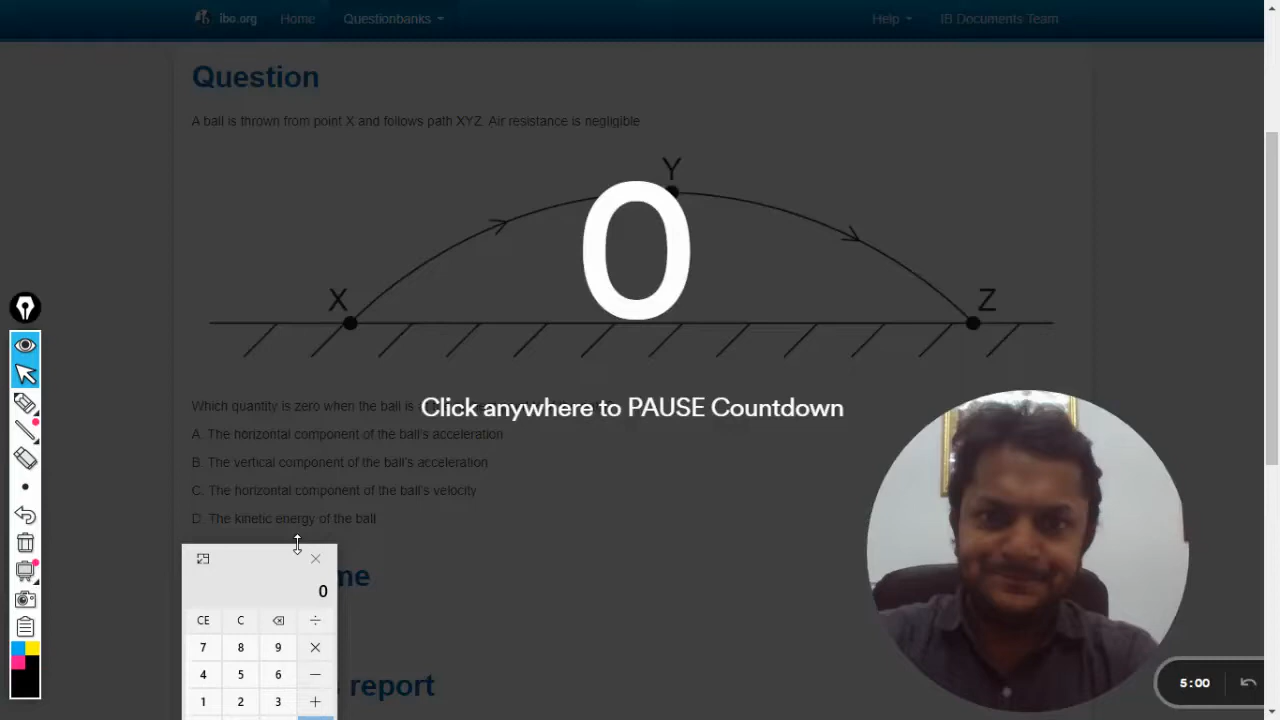 ibo.org Home Questionbanks Help IB Documents Team
Question
A ball is thrown from point X and follows path XYZ. Air resistance is negligible
Y
0
X
Z
Which quantity is zero when the ball is
Click anywhere to PAUSE Countdown
A. The horizontal component of the ball's acceleration
B. The vertical component of the ball's acceleration
C. The horizontal component of the ball's velocity
D. The kinetic energy of the ball
me
0
CE C ÷
7 8 9 ×
4 5 6 −
report
5:00
1 2 3 +